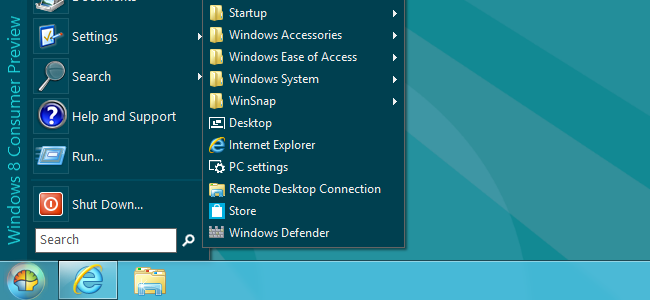 Windows 8 Consumer Preview
Documents
Settings
Search
Help and Support
Run...
Shut Down...
Search
Startup
Windows Accessories
Windows Ease of Access
Windows System
WinSnap
Desktop
Internet Explorer
PC settings
Remote Desktop Connection
Store
Windows Defender